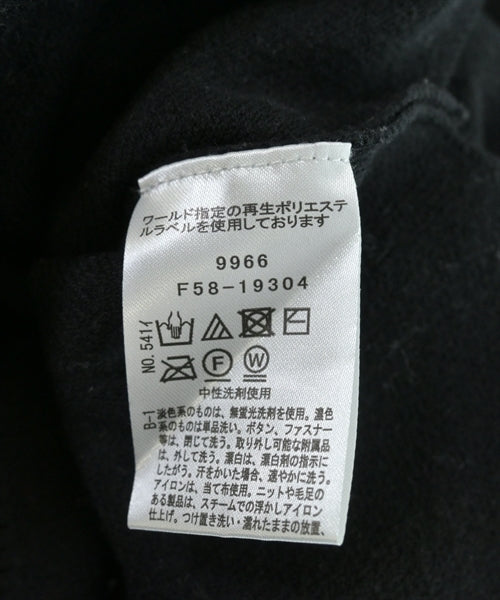 ワールド指定の再生ポリエステ
ルラベルを使用しております
9966
F58-19304
NO.541イ
F W
中性洗剤使用
B-1
淡色系のものは、無蛍光洗剤を使用。濃色
系のものは単品洗い。ボタン、ファスナー
等は、閉じて洗う。取り外し可能な附属品
は、外して洗う。漂白は、漂白剤の指示に
したがう。汗をかいた場合、速やかに洗う。
アイロンは、当て布使用。ニットや毛足の
ある製品は、スチームでの浮かしアイロン
仕上げ。つけ置き洗い・濡れたままの放置、